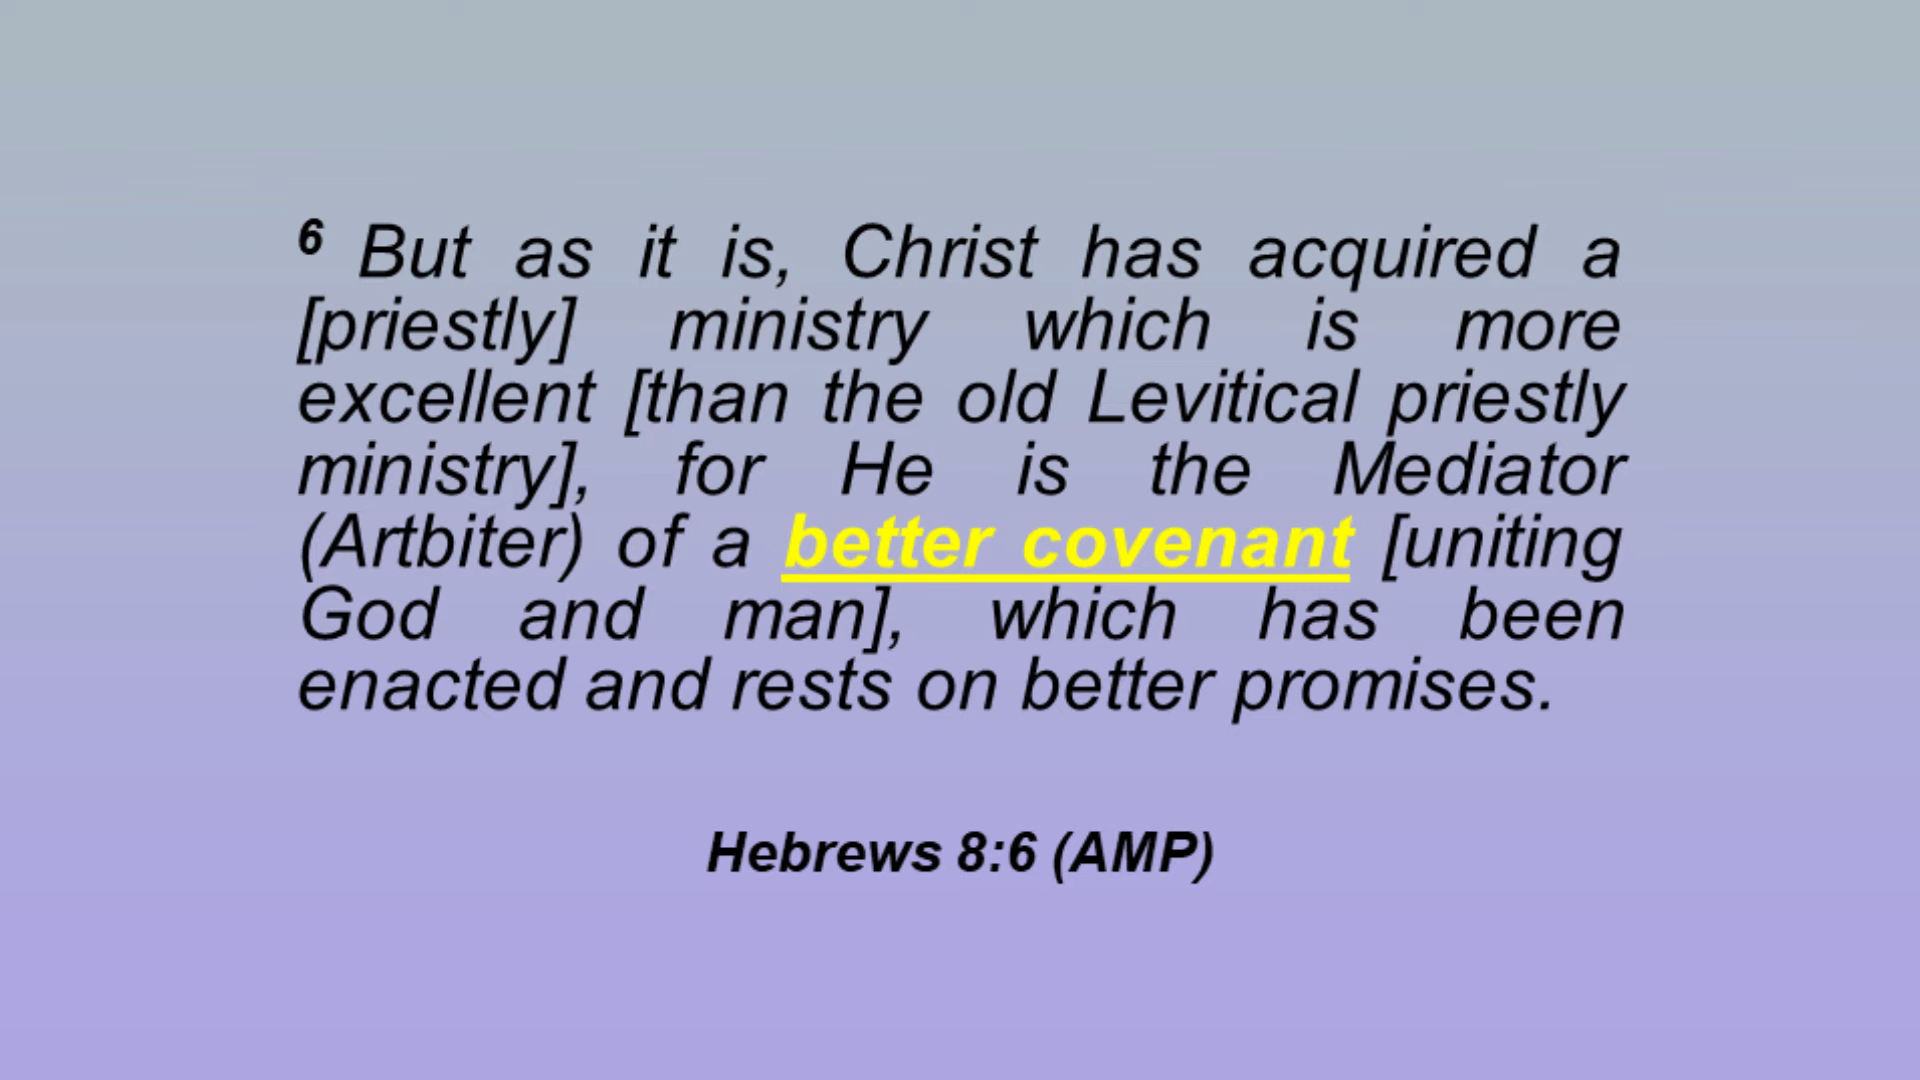 6 But as it is, Christ has acquired a
[priestly] ministry which is more
excellent [than the old Levitical priestly
ministry], for He is the Mediator
(Artbiter) of a better covenant [uniting
God and man], which has been
enacted and rests on better promises.
Hebrews 8:6 (AMP)